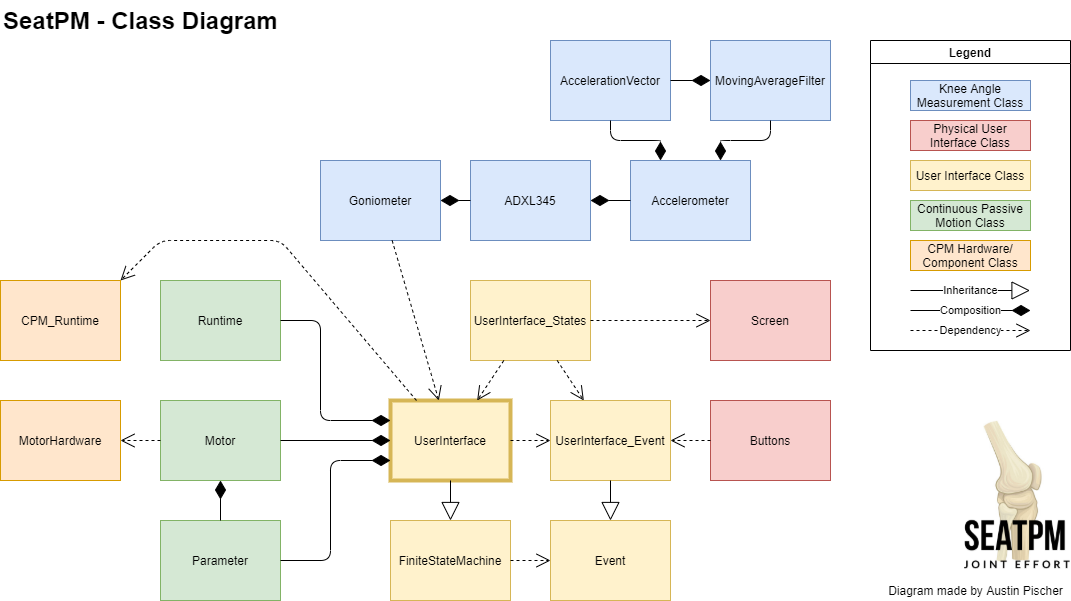 SeatPM - Class Diagram
AccelerationVector
MovingAverageFilter
Legend
Knee Angle
Measurement Class
Physical User
Interface Class
User Interface Class
Continuous Passive
Motion Class
CPM Hardware/
Component Class
Inheritance
Composition
Dependency
Goniometer
ADXL345
Accelerometer
CPM_Runtime
Runtime
UserInterface_States
Screen
MotorHardware
Motor
UserInterface
UserInterface_Event
Buttons
Parameter
FiniteStateMachine
Event
SEATPM
JOINT EFFORT
Diagram made by Austin Pischer